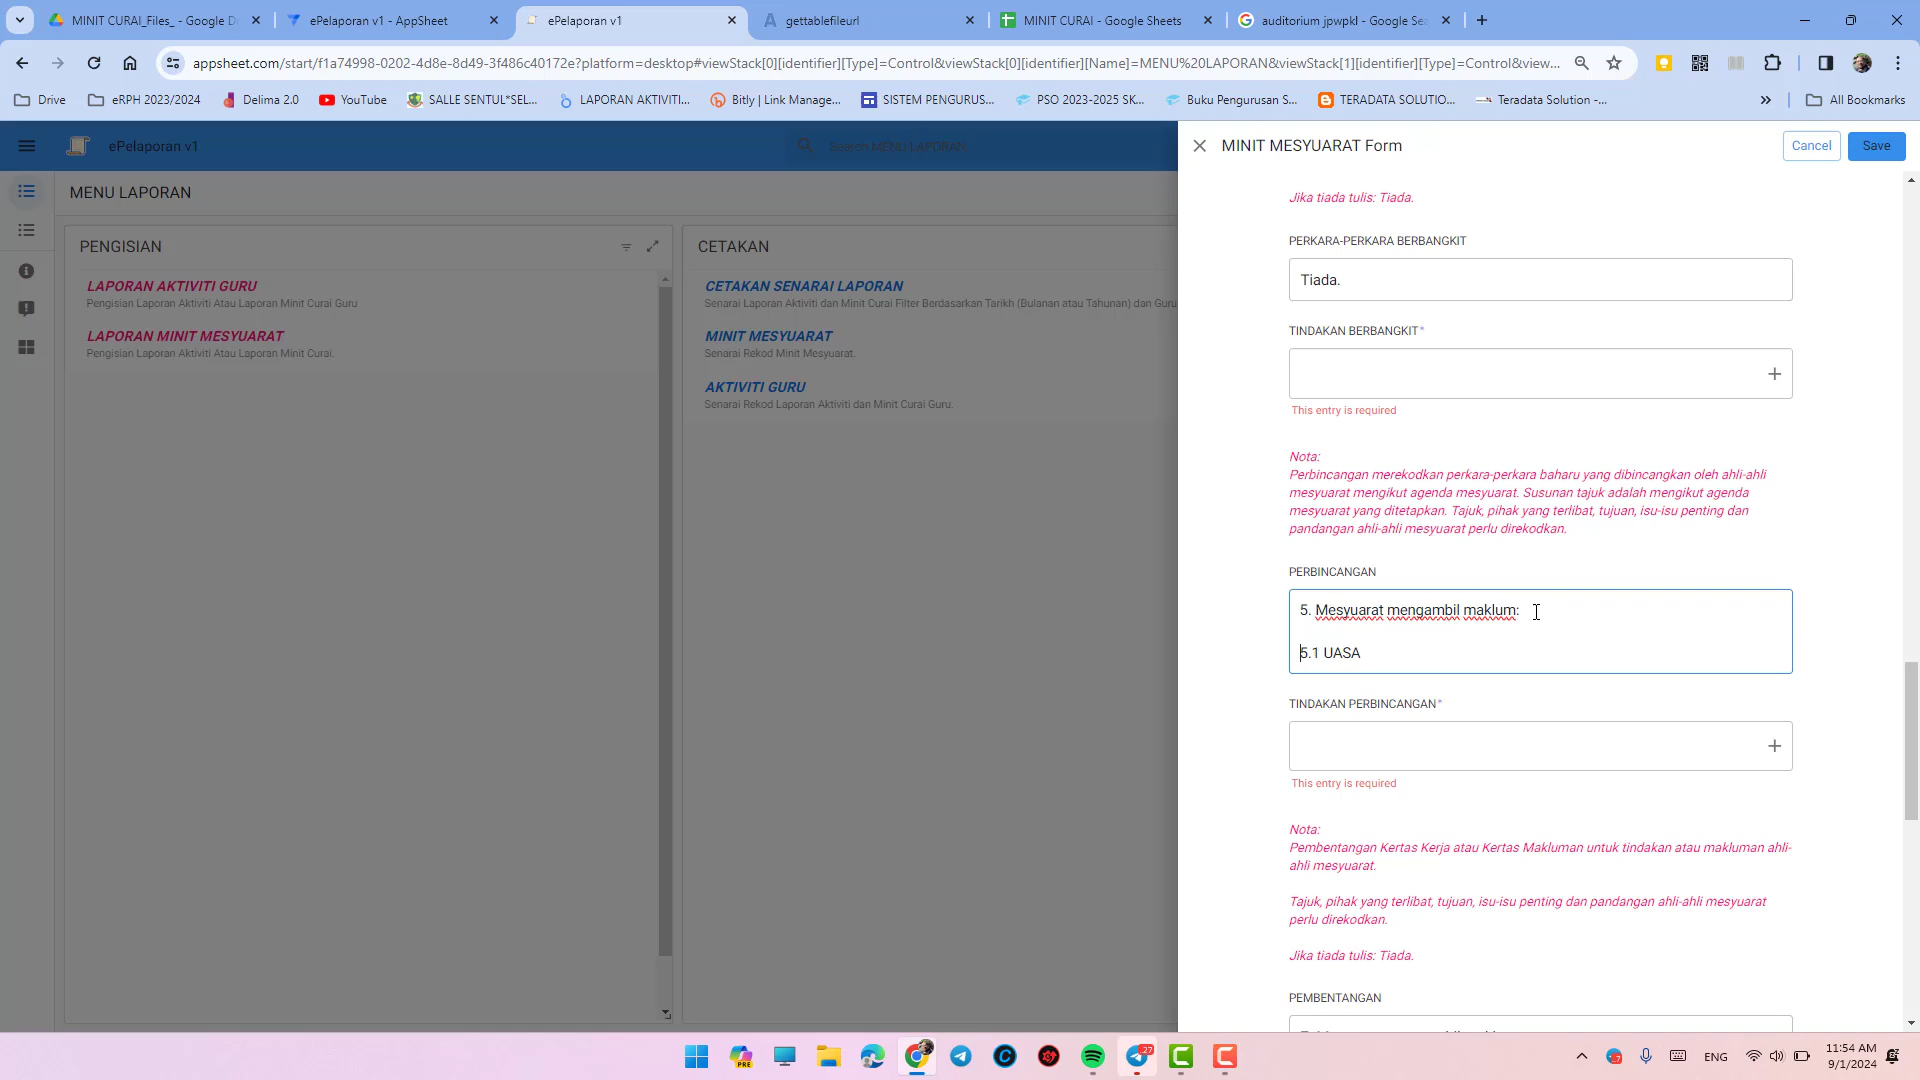 MINIT CURAI_Files_ - Google D
ePelaporan v1 - AppSheet
ePelaporan v1
gettablefileurl
MINIT CURAI - Google Sheets
auditorium jpwpkl - Google Sea
appsheet.com/start/f1a74998-0202-4d8e-8d49-3f486c40172e?platform=desktop#viewStack[0][identifier][Type]=Control&viewStack[0][identifier][Name]=MENU%20LAPORAN&viewStack[1][identifier][Type]=Control&view...
Drive
eRPH 2023/2024
Delima 2.0
YouTube
SALLE SENTUL*SEL...
LAPORAN AKTIVITI...
Bitly | Link Manage...
SISTEM PENGURUS...
PSO 2023-2025 SK...
Buku Pengurusan S...
TERADATA SOLUTIO...
Teradata Solution -...
All Bookmarks
ePelaporan v1
Search MENU LAPORAN
MENU LAPORAN
PENGISIAN
LAPORAN AKTIVITI GURU
Pengisian Laporan Aktiviti Atau Laporan Minit Curai Guru
LAPORAN MINIT MESYUARAT
Pengisian Laporan Aktiviti Atau Laporan Minit Curai.
CETAKAN
CETAKAN SENARAI LAPORAN
Senarai Laporan Aktiviti dan Minit Curai Filter Berdasarkan Tarikh (Bulanan atau Tahunan) dan Guru
MINIT MESYUARAT
Senarai Rekod Minit Mesyuarat.
AKTIVITI GURU
Senarai Rekod Laporan Aktiviti dan Minit Curai Guru.
MINIT MESYUARAT Form
Cancel
Save
Jika tiada tulis: Tiada.
PERKARA-PERKARA BERBANGKIT
Tiada.
TINDAKAN BERBANGKIT*
This entry is required
Nota:
Perbincangan merekodkan perkara-perkara baharu yang dibincangkan oleh ahli-ahli
mesyuarat mengikut agenda mesyuarat. Susunan tajuk adalah mengikut agenda
mesyuarat yang ditetapkan. Tajuk, pihak yang terlibat, tujuan, isu-isu penting dan
pandangan ahli-ahli mesyuarat perlu direkodkan.
PERBINCANGAN
5. Mesyuarat mengambil maklum:
5.1 UASA
TINDAKAN PERBINCANGAN*
This entry is required
Nota:
Pembentangan Kertas Kerja atau Kertas Makluman untuk tindakan atau makluman ahli-
ahli mesyuarat.
Tajuk, pihak yang terlibat, tujuan, isu-isu penting dan pandangan ahli-ahli mesyuarat
perlu direkodkan.
Jika tiada tulis: Tiada.
PEMBENTANGAN
PRE
27
ENG
11:54 AM
9/1/2024